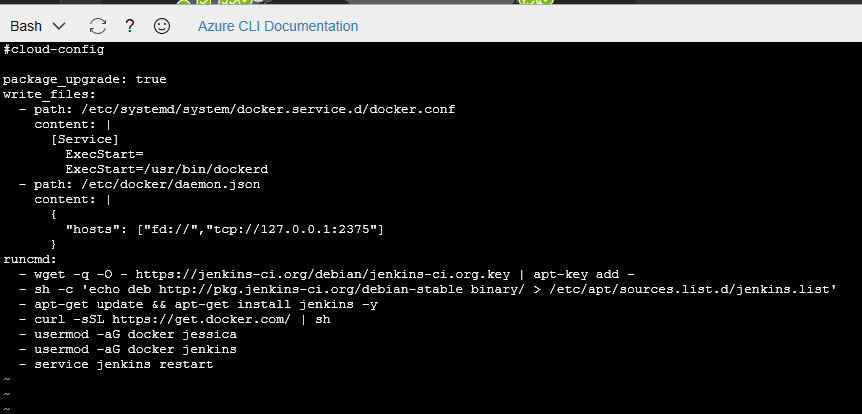 Bash
? Azure CLI Documentation
#cloud-config
package_upgrade: true
write_files:
  - path: /etc/systemd/system/docker.service.d/docker.conf
    content: |
      [Service]
        ExecStart=
        ExecStart=/usr/bin/dockerd
  - path: /etc/docker/daemon.json
    content: |
      {
        "hosts": ["fd://","tcp://127.0.0.1:2375"]
      }
runcmd:
  - wget -q -O - https://jenkins-ci.org/debian/jenkins-ci.org.key | apt-key add -
  - sh -c 'echo deb http://pkg.jenkins-ci.org/debian-stable binary/ > /etc/apt/sources.list.d/jenkins.list'
  - apt-get update && apt-get install jenkins -y
  - curl -sSL https://get.docker.com/ | sh
  - usermod -aG docker jessica
  - usermod -aG docker jenkins
  - service jenkins restart
~
~
~